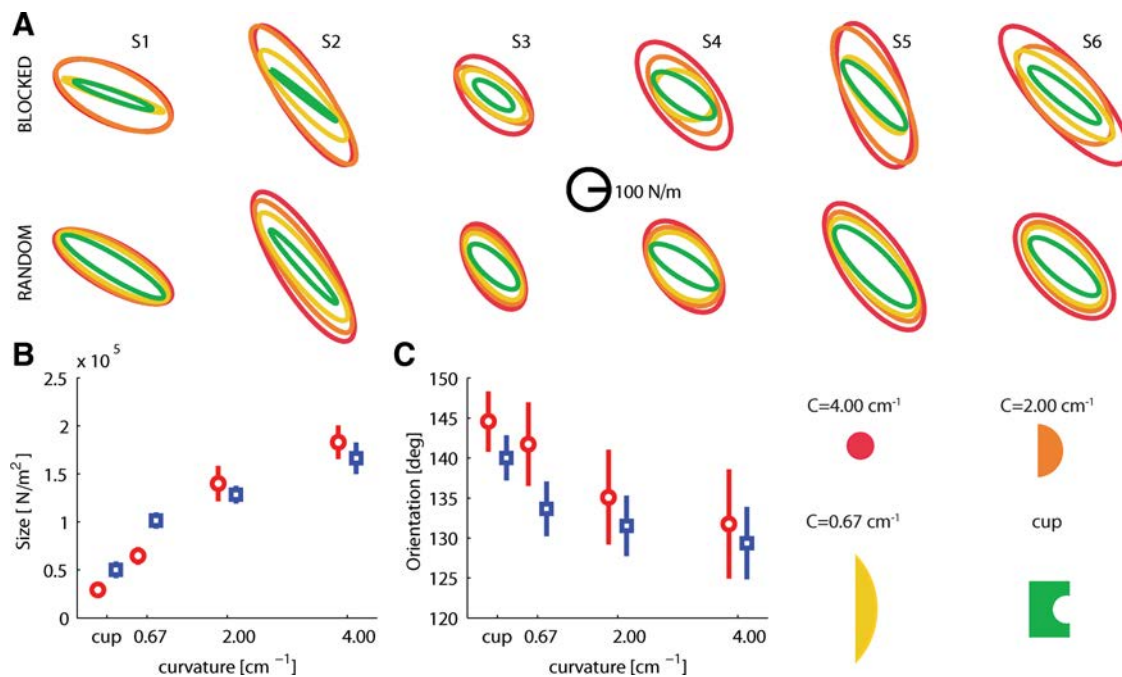 A
S1 S2 S3 S4 S5 S6
BLOCKED
100 N/m
RANDOM
B
x 10 5
2.5
2
1.5
1
0.5
0
Size [ N/m²]
cup 0.67 2.00 4.00
curvature [cm ⁻¹]
C
150
145
140
135
130
125
120
Orientation [deg]
cup 0.67 2.00 4.00
curvature [cm ⁻¹]
C=4.00 cm⁻¹ C=2.00 cm⁻¹
C=0.67 cm⁻¹ cup